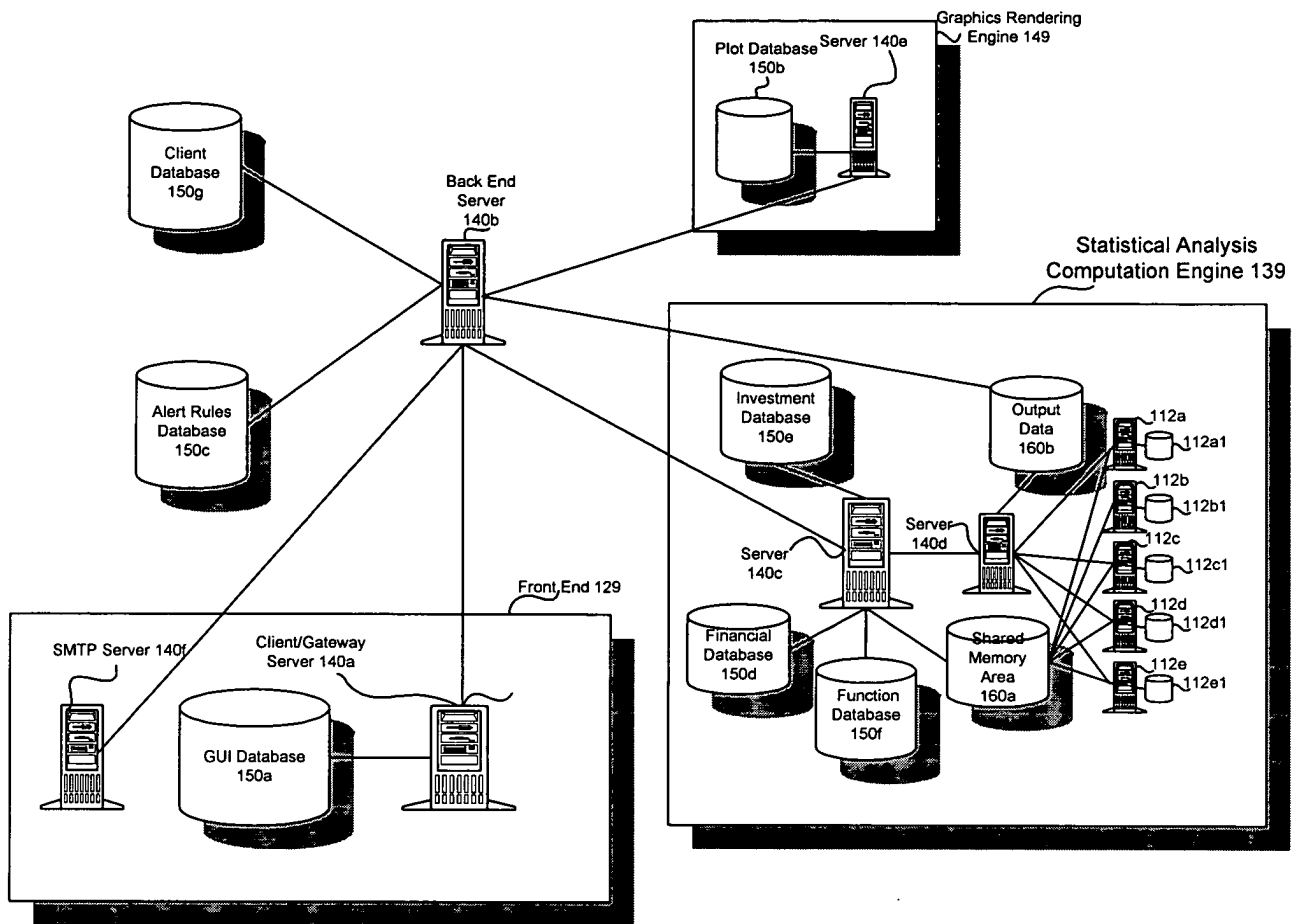 Graphics Rendering
Engine 149
Plot Database
150b
Server 140e
Client
Database
150g
Back End
Server
140b
Statistical Analysis
Computation Engine 139
Alert Rules
Database
150c
Investment
Database
150e
Output
Data
160b
112a
112a1
112b
112b1
112c
112c1
112d
112d1
112e
112e1
Server
140c
Server
140d
Financial
Database
150d
Function
Database
150f
Shared
Memory
Area
160a
Front End 129
SMTP Server 140f
Client/Gateway
Server 140a
GUI Database
150a